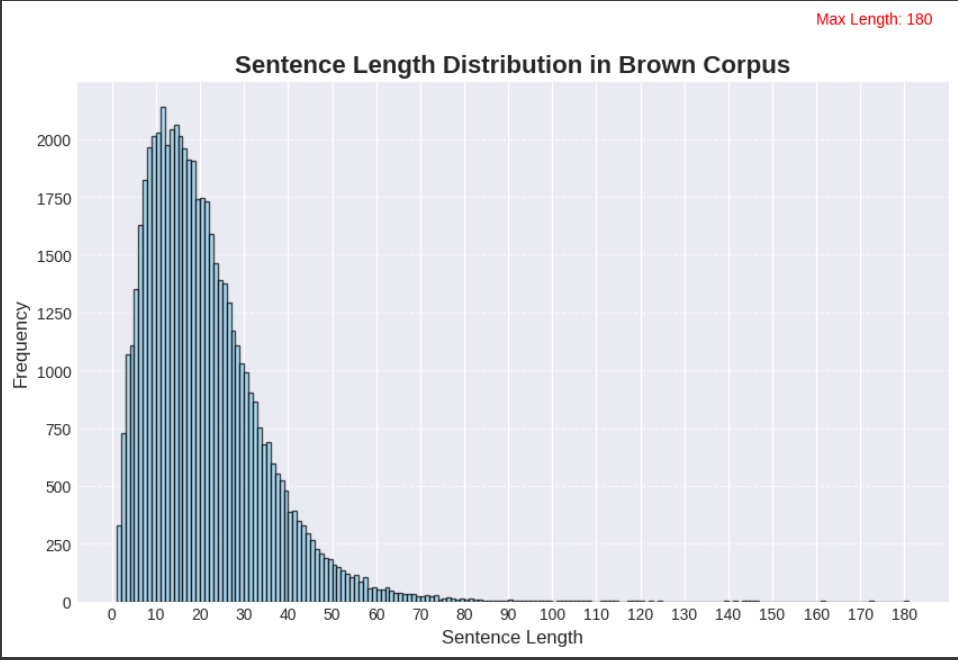 Max Length: 180
Sentence Length Distribution in Brown Corpus
2000
1750
1500
1250
1000
750
500
250
0
Frequency
0 10 20 30 40 50 60 70 80 90 100 110 120 130 140 150 160 170 180
Sentence Length